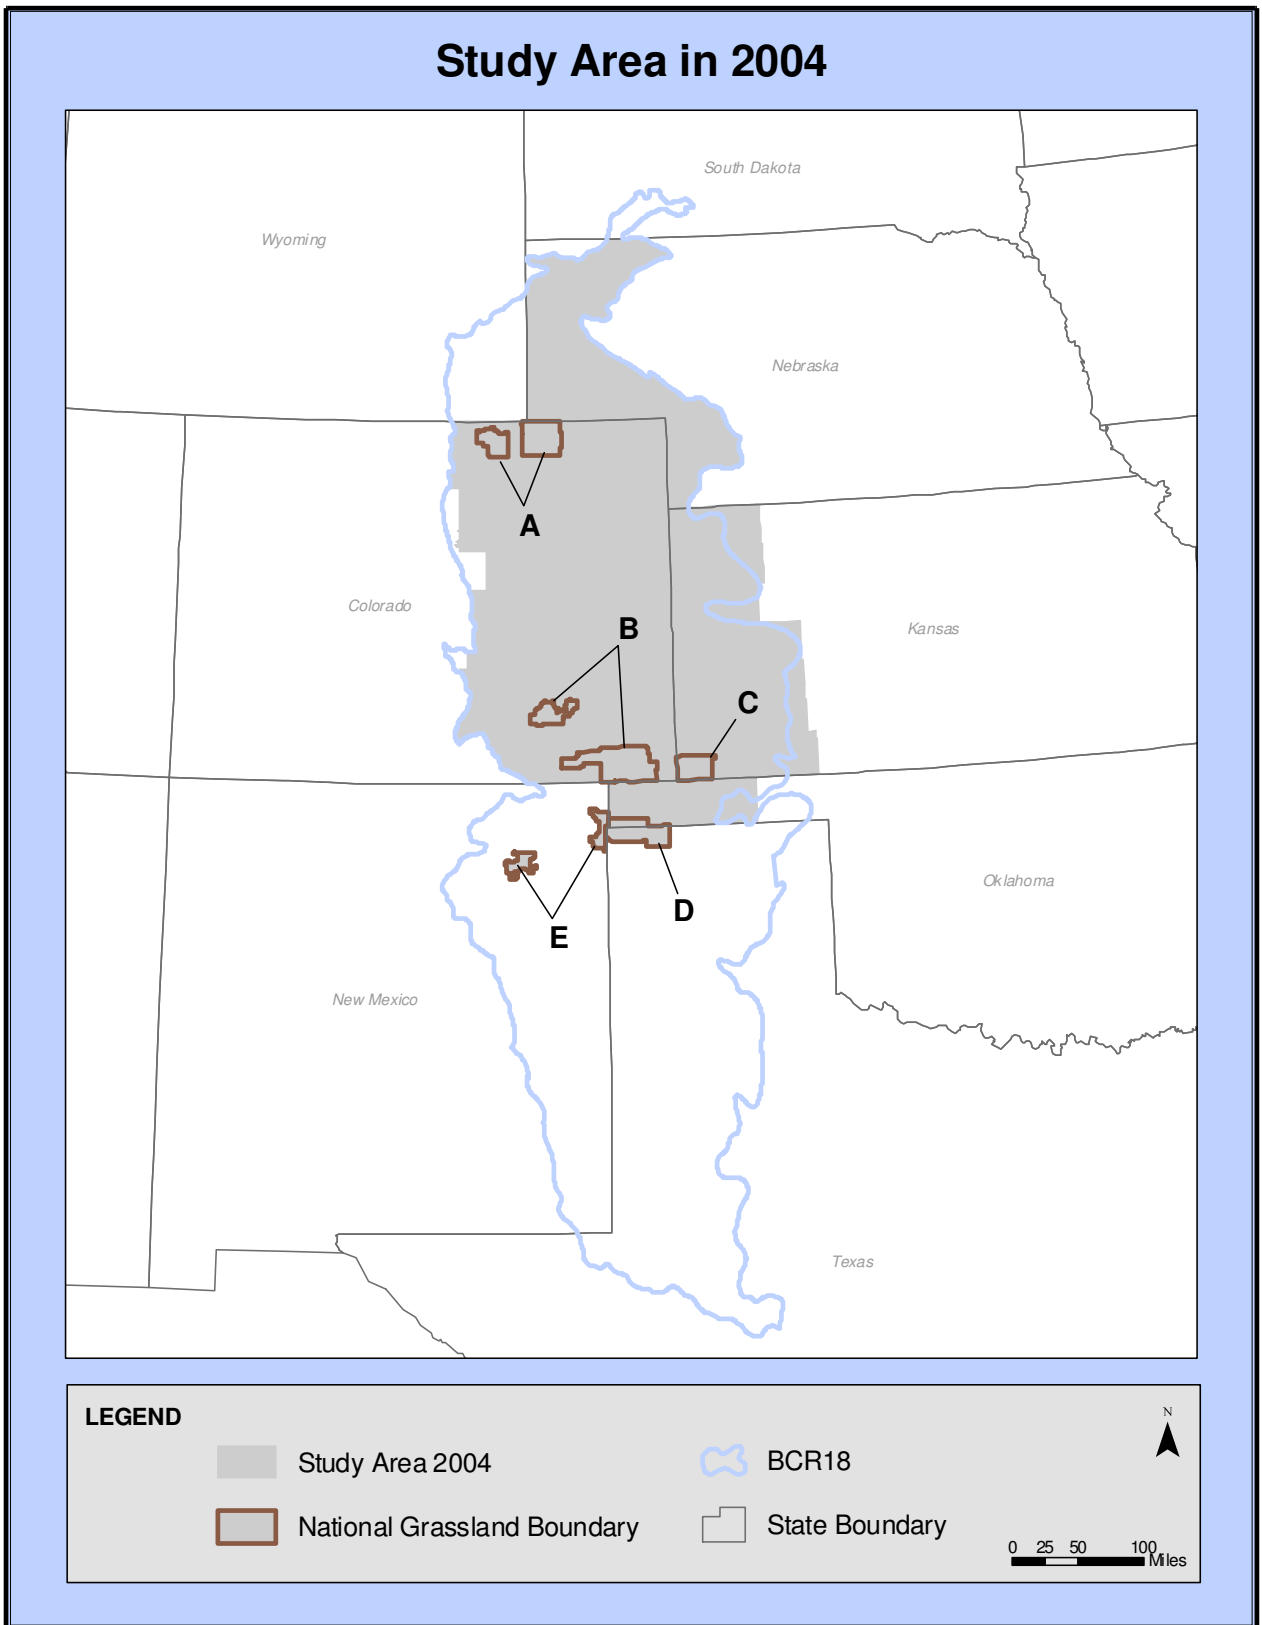 Study Area in 2004
South Dakota
Wyoming
Nebraska
A
Colorado
B
Kansas
C
Oklahoma
D
E
New Mexico
Texas
LEGEND
N
Study Area 2004
BCR18
National Grassland Boundary
State Boundary
0 25 50 100
Miles